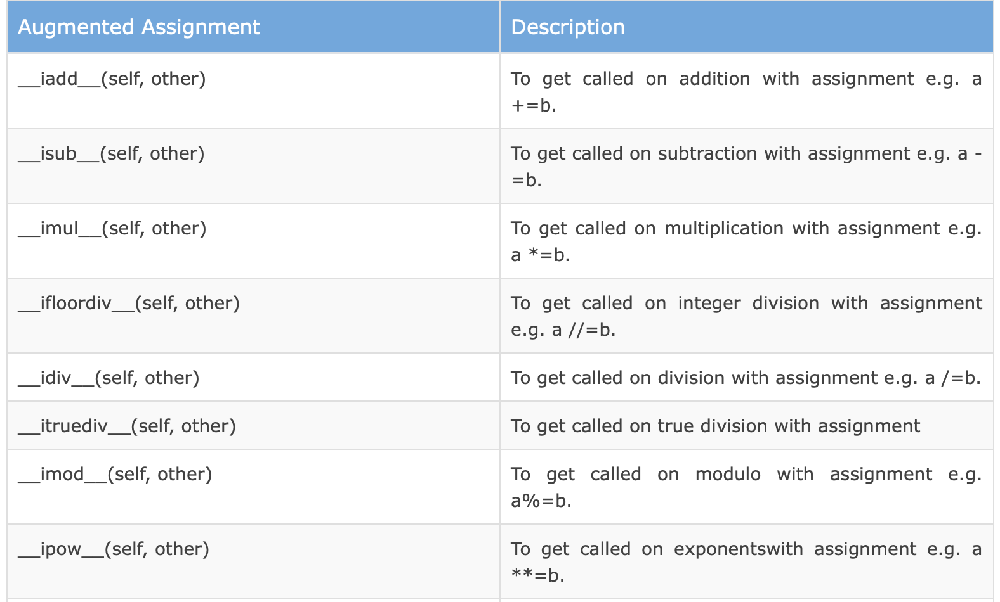 Augmented Assignment Description
__iadd__(self, other) To get called on addition with assignment e.g. a
+=b.
__isub__(self, other) To get called on subtraction with assignment e.g. a -
=b.
__imul__(self, other) To get called on multiplication with assignment e.g.
a *=b.
__ifloordiv__(self, other) To get called on integer division with assignment
e.g. a //=b.
__idiv__(self, other) To get called on division with assignment e.g. a /=b.
__itruediv__(self, other) To get called on true division with assignment
__imod__(self, other) To get called on modulo with assignment e.g.
a%=b.
__ipow__(self, other) To get called on exponentswith assignment e.g. a
**=b.